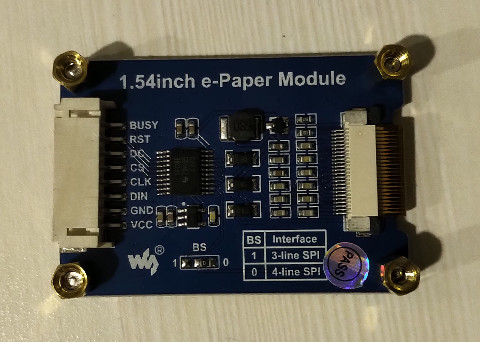 1.54inch e-Paper Module
BUSY
RST
DC
CS
CLK
DIN
GND
VCC
BS
1 0
BS Interface
1 3-line SPI
0 4-line SPI
PASS